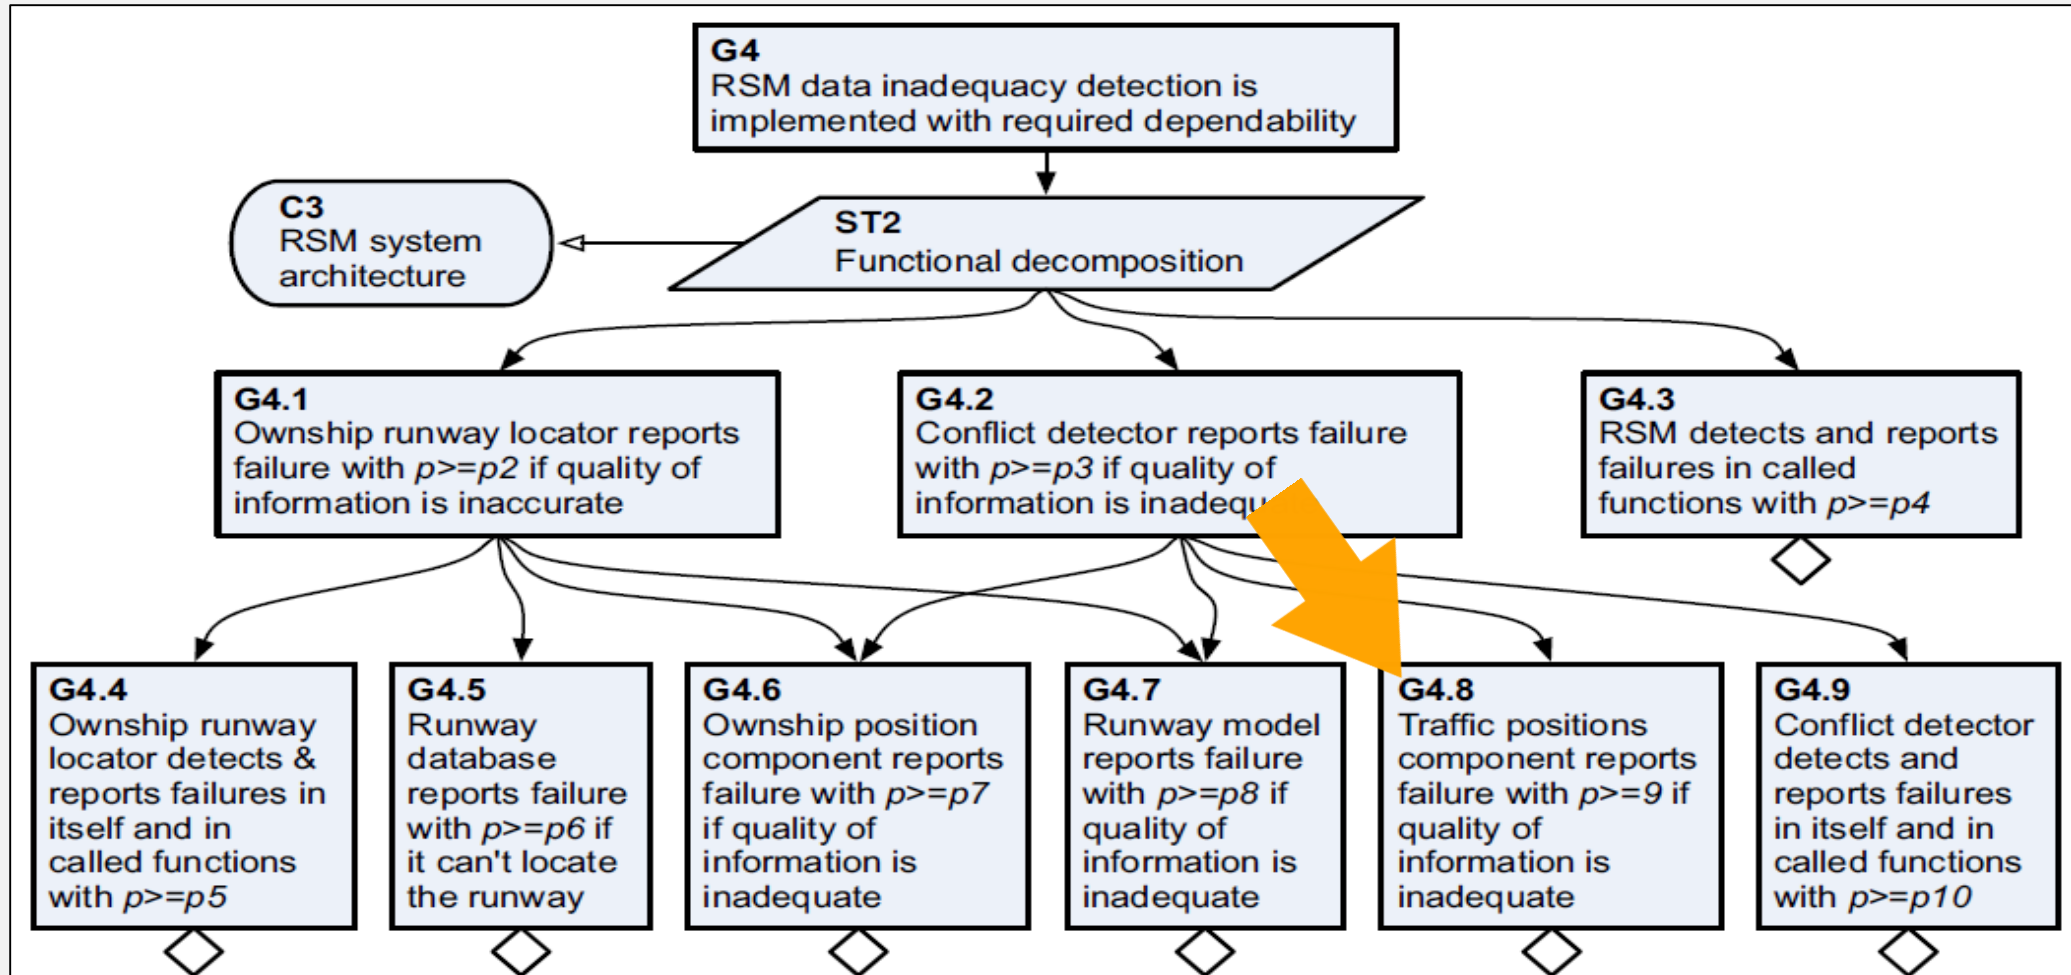 G4
RSM data inadequacy detection is
implemented with required dependability
C3
RSM system
architecture
ST2
Functional decomposition
G4.1
Ownship runway locator reports
failure with p>=p2 if quality of
information is inaccurate
G4.2
Conflict detector reports failure
with p>=p3 if quality of
information is
G4.3
RSM detects and reports
failures in called
functions with p>=p4
G4.4
Ownship runway
locator detects &
reports failures in
itself and in
called functions
with p>=p5
G4.5
Runway
database
reports failure
with p>=p6 if
it can't locate
the runway
G4.6
Ownship position
component reports
failure with p>=p7
if quality of
information is
inadequate
G4.7
Runway model
reports failure
with p>=p8 if
quality of
information is
inadequate
G4.8
Traffic positions
component reports
failure with p>=9 if
quality of
information is
inadequate
G4.9
Conflict detector
detects and
reports failures
in itself and in
called functions
with p>=p10